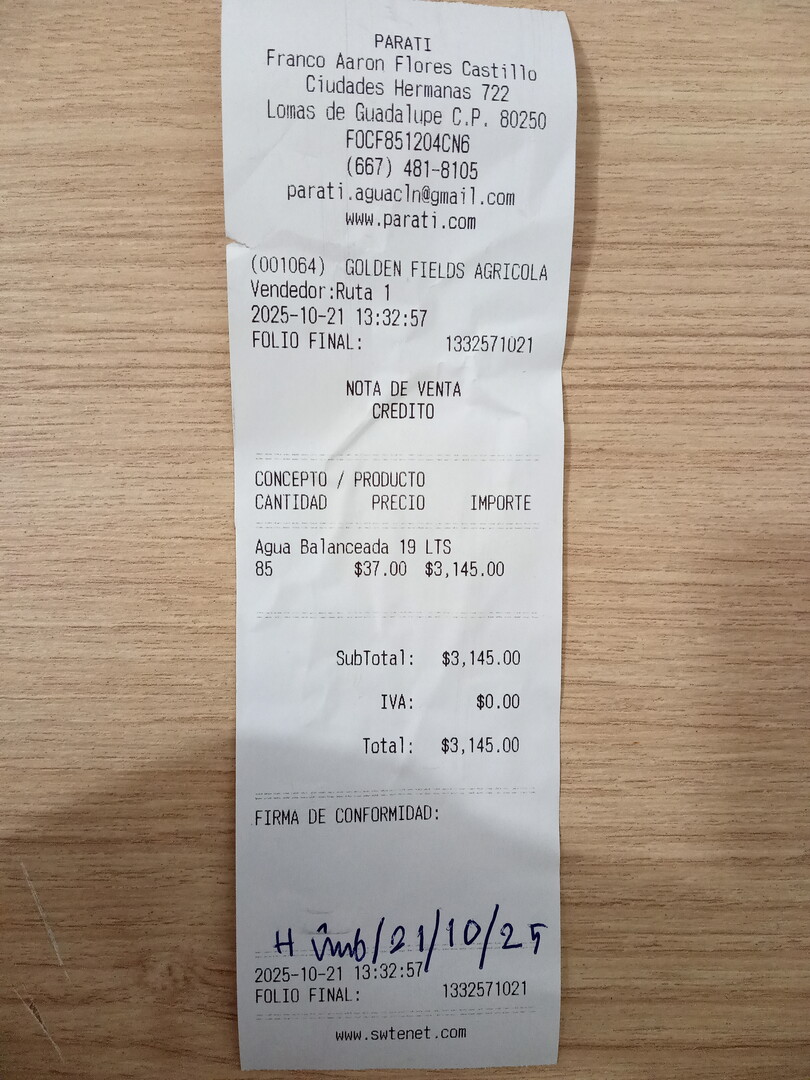 PARATI
Franco Aaron Flores Castillo
Ciudades Hermanas 722
Lomas de Guadalupe C.P. 80250
FOCF851204CN6
(667) 481-8105
parati.aguacln@gmail.com
www.parati.com
(001064) GOLDEN FIELDS AGRICOLA
Vendedor:Ruta 1
2025-10-21 13:32:57
FOLIO FINAL: 1332571021
NOTA DE VENTA
CREDITO
CONCEPTO / PRODUCTO
CANTIDAD PRECIO IMPORTE
Agua Balanceada 19 LTS
85 $37.00 $3,145.00
SubTotal: $3,145.00
IVA: $0.00
Total: $3,145.00
FIRMA DE CONFORMIDAD:
H /21/10/25
2025-10-21 13:32:57
FOLIO FINAL: 1332571021
www.swtenet.com